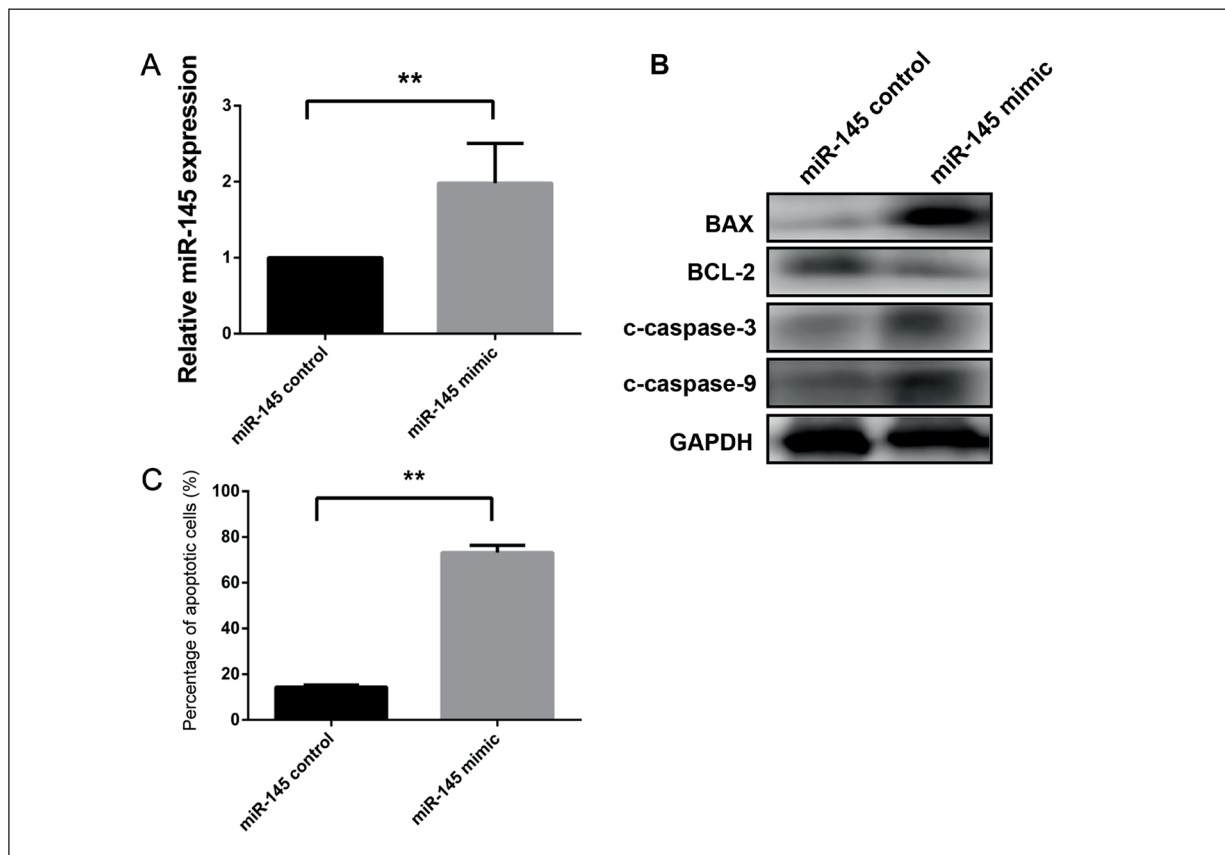 A
**
Relative miR-145 expression
3
2
1
0
miR-145 control
miR-145 mimic
B
miR-145 control
miR-145 mimic
BAX
BCL-2
c-caspase-3
c-caspase-9
GAPDH
C
**
Percentage of apoptotic cells (%)
100
80
60
40
20
0
miR-145 control
miR-145 mimic